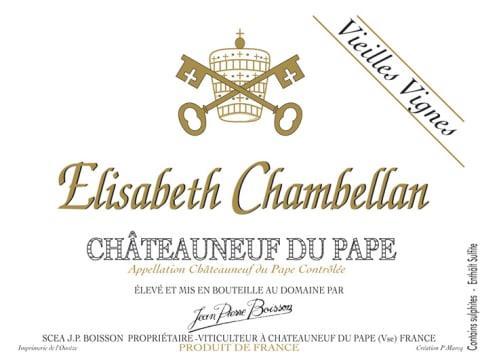 Vieilles Vignes
Elisabeth Chambellan
CHÂTEAUNEUF DU PAPE
Appellation Châteauneuf du Pape Contrôlée
ÉLEVÉ ET MIS EN BOUTEILLE AU DOMAINE PAR
Jean Pierre Boisson
SCEA J.P. BOISSON PROPRIÉTAIRE -VITICULTEUR À CHATEAUNEUF DU PAPE (Vse) FRANCE
Imprimerie de l'Ouvèze
PRODUIT DE FRANCE
Création P.Marcy
Contains sulphites - Enthält Sulfite